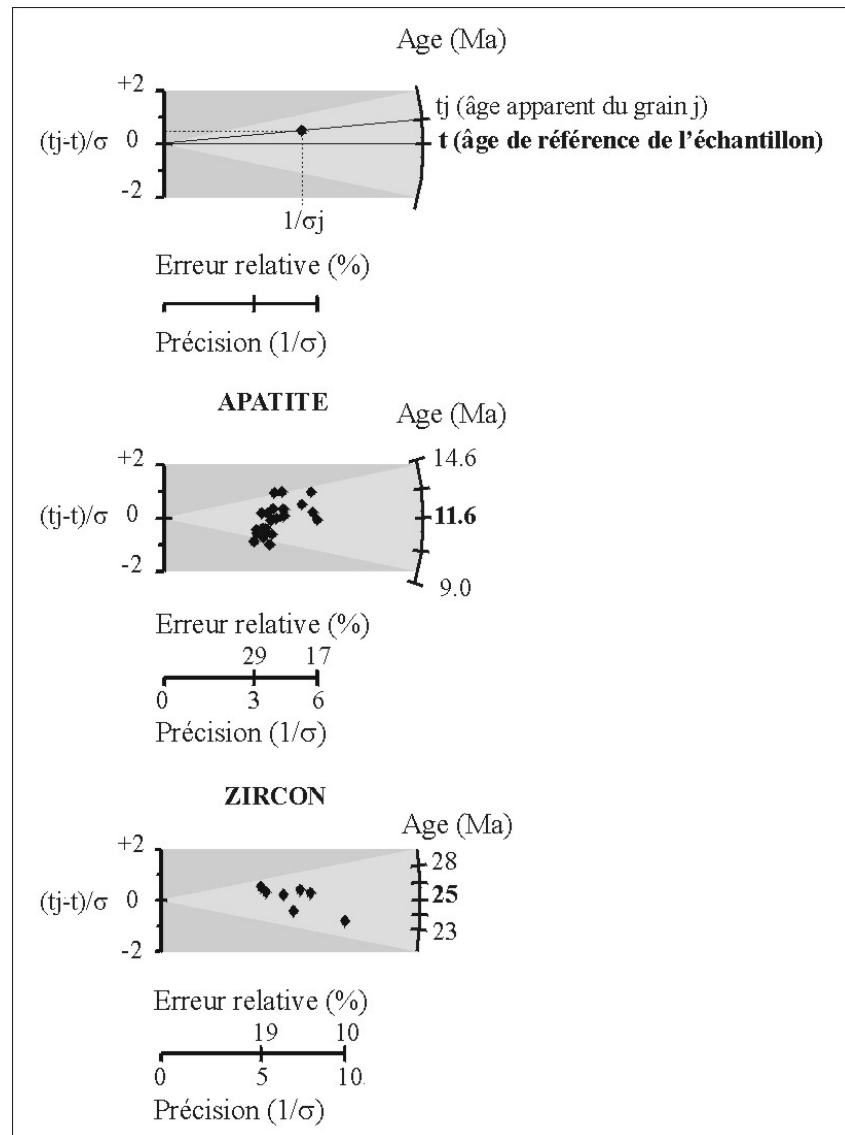 Age (Ma)
+2
tj (âge apparent du grain j)
(tj-t)/σ 0 t (âge de référence de l'échantillon)
-2
1/σj
Erreur relative (%)
Précision (1/σ)
APATITE
Age (Ma)
+2 14.6
(tj-t)/σ 0 11.6
-2 9.0
Erreur relative (%)
29 17
0 3 6
Précision (1/σ)
ZIRCON
Age (Ma)
+2 28
(tj-t)/σ 0 25
-2 23
Erreur relative (%)
19 10
0 5 10.
Précision (1/σ)